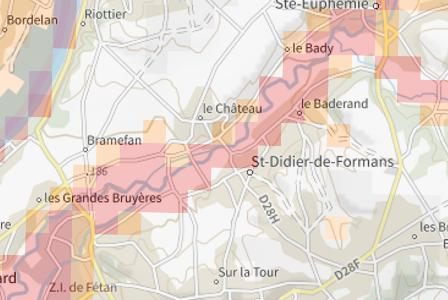 Ste-Euphémie
Riottier
Bordelan
le Bady
le Château
le Baderand
Bramefan
St-Didier-de-Formans
les Grandes Bruyères
D28H
Sur la Tour
D28F
Z.I. de Fétan